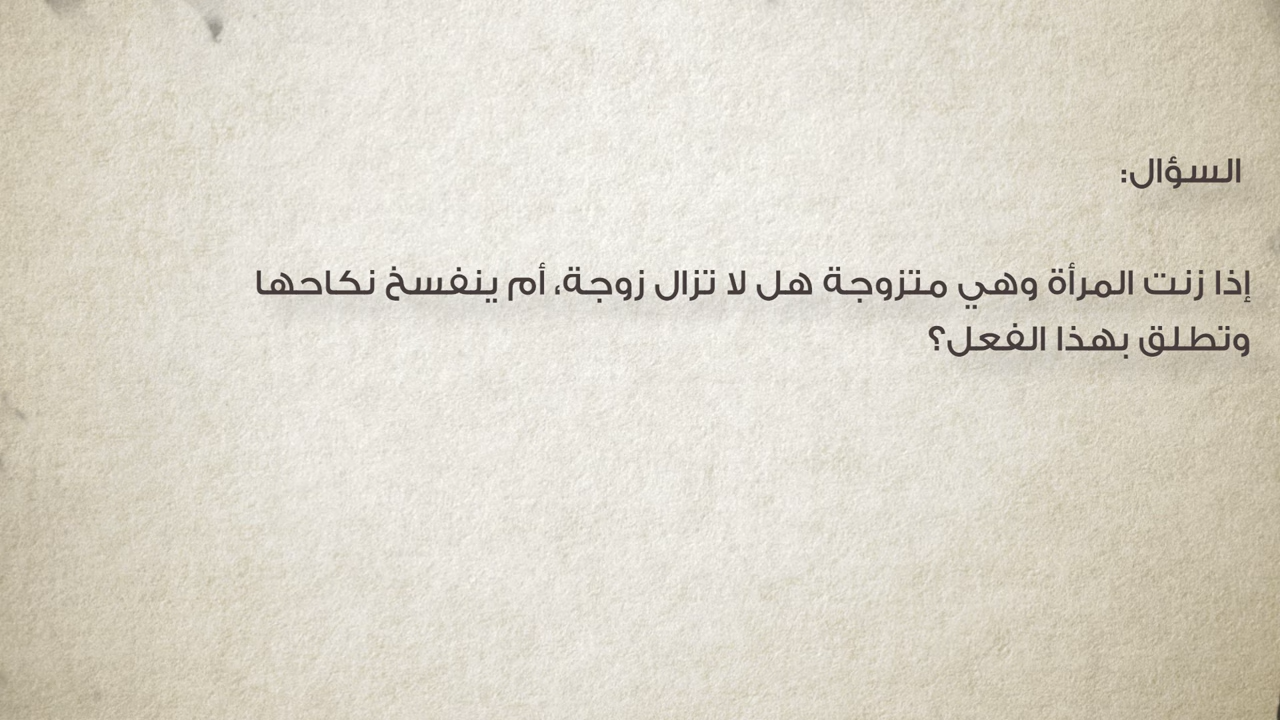 السؤال:
إذا زنت المرأة وهي متزوجة هل لا تزال زوجة، أم ينفسخ نكاحها
وتطلق بهذا الفعل؟